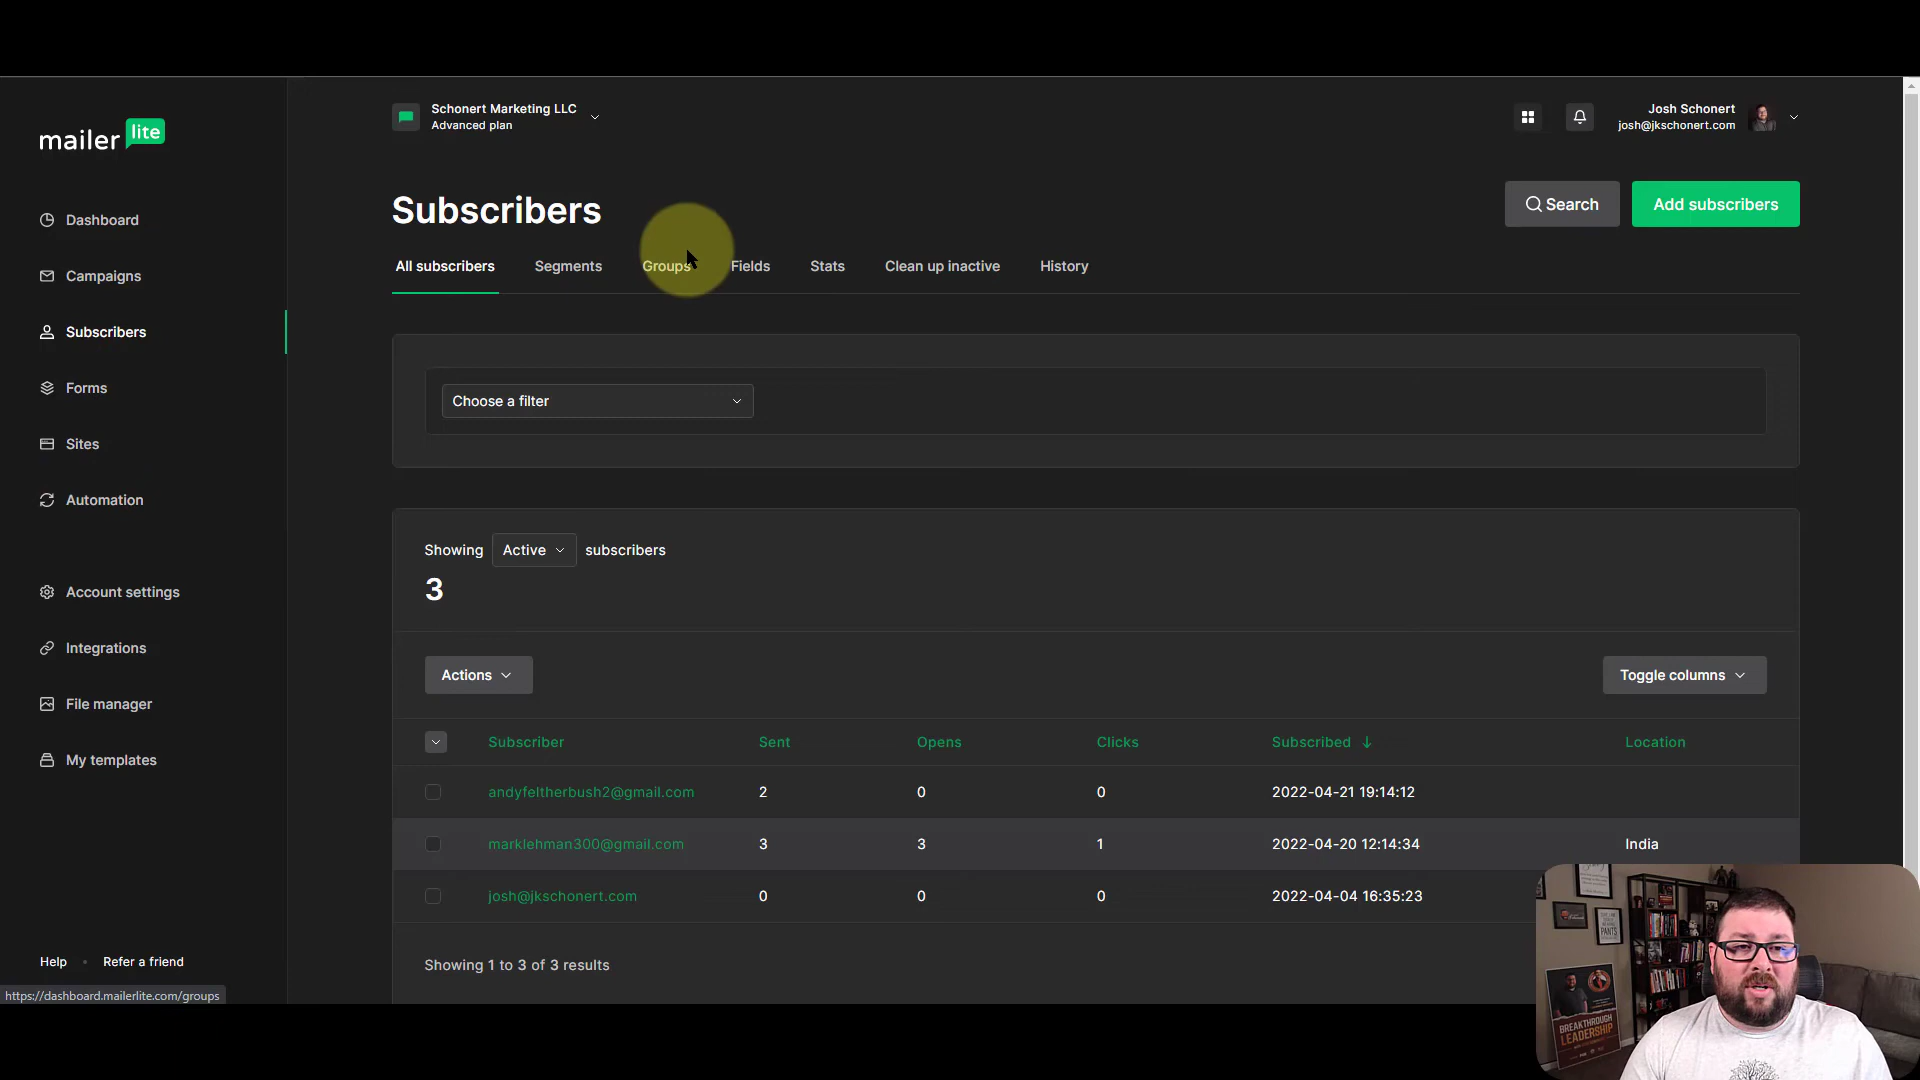 mailer lite
Schonert Marketing LLC
Advanced plan
Josh Schonert
josh@jkschonert.com
Dashboard
Campaigns
Subscribers
Forms
Sites
Automation
Account settings
Integrations
File manager
My templates
Help
Refer a friend
https://dashboard.mailerlite.com/groups
Subscribers
Search
Add subscribers
All subscribers Segments Groups Fields Stats Clean up inactive History
Choose a filter
Showing Active subscribers
3
Actions
Toggle columns
Subscriber Sent Opens Clicks Subscribed Location
andyfeltherbush2@gmail.com 2 0 0 2022-04-21 19:14:12
marklehman300@gmail.com 3 3 1 2022-04-20 12:14:34 India
josh@jkschonert.com 0 0 0 2022-04-04 16:35:23
Showing 1 to 3 of 3 results
PANTS
BREAKTHROUGH
LEADERSHIP